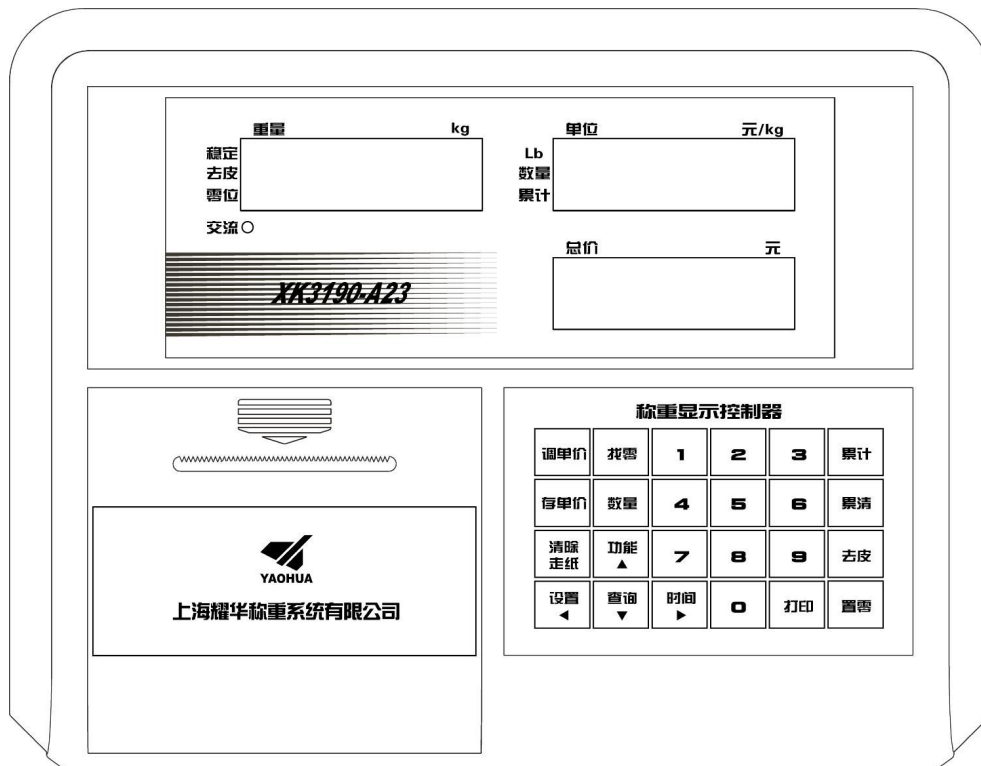 重量 kg
单位 元/kg
稳定
去皮
零位
Lb
数量
累计
交流
总价 元
XK3190-A23
称重显示控制器
调单价 找零 1 2 3 累计
存单价 数量 4 5 6 累清
清除
走纸
功能
▲
7 8 9 去皮
设置
◀
查询
▼
时间
▶
0 打印 置零
YAOHUA
上海耀华称重系统有限公司